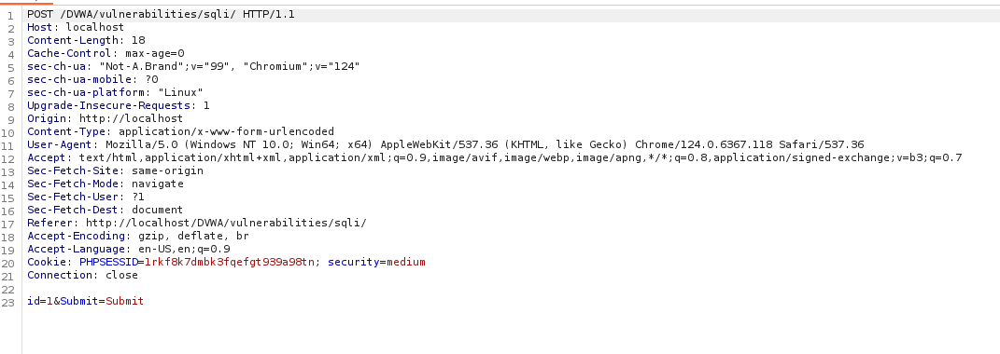 1 POST /DVWA/vulnerabilities/sqli/ HTTP/1.1
2 Host: localhost
3 Content-Length: 18
4 Cache-Control: max-age=0
5 sec-ch-ua: "Not-A.Brand";v="99", "Chromium";v="124"
6 sec-ch-ua-mobile: ?0
7 sec-ch-ua-platform: "Linux"
8 Upgrade-Insecure-Requests: 1
9 Origin: http://localhost
10 Content-Type: application/x-www-form-urlencoded
11 User-Agent: Mozilla/5.0 (Windows NT 10.0; Win64; x64) AppleWebKit/537.36 (KHTML, like Gecko) Chrome/124.0.6367.118 Safari/537.36
12 Accept: text/html,application/xhtml+xml,application/xml;q=0.9,image/avif,image/webp,image/apng,*/*;q=0.8,application/signed-exchange;v=b3;q=0.7
13 Sec-Fetch-Site: same-origin
14 Sec-Fetch-Mode: navigate
15 Sec-Fetch-User: ?1
16 Sec-Fetch-Dest: document
17 Referer: http://localhost/DVWA/vulnerabilities/sqli/
18 Accept-Encoding: gzip, deflate, br
19 Accept-Language: en-US,en;q=0.9
20 Cookie: PHPSESSID=1rkf8k7dmbk3fqefgt939a98tn; security=medium
21 Connection: close
22
23 id=1&Submit=Submit